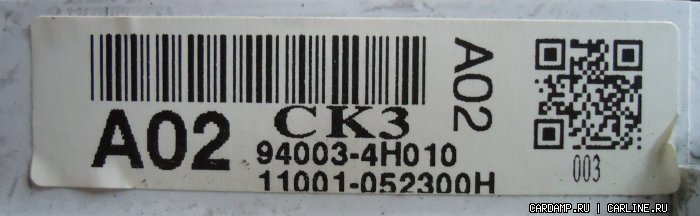 A02
CK3
A02
94003-4H010
11001-052300H
003
CARDAMP.RU | CARLINE.RU